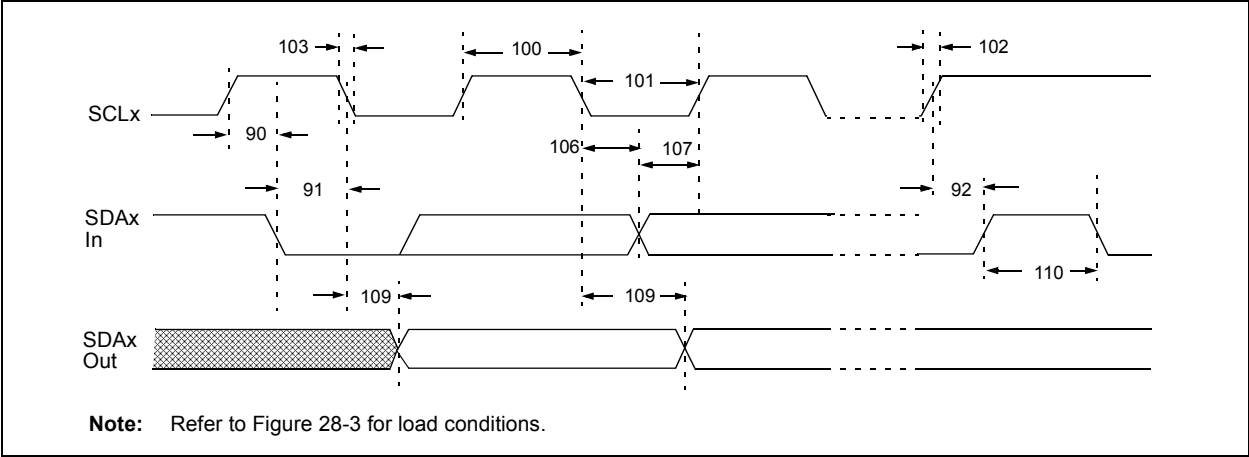 103
100
102
101
SCLx
90
106
107
91
92
SDAx
In
110
109
109
SDAx
Out
Note: Refer to Figure 28-3 for load conditions.